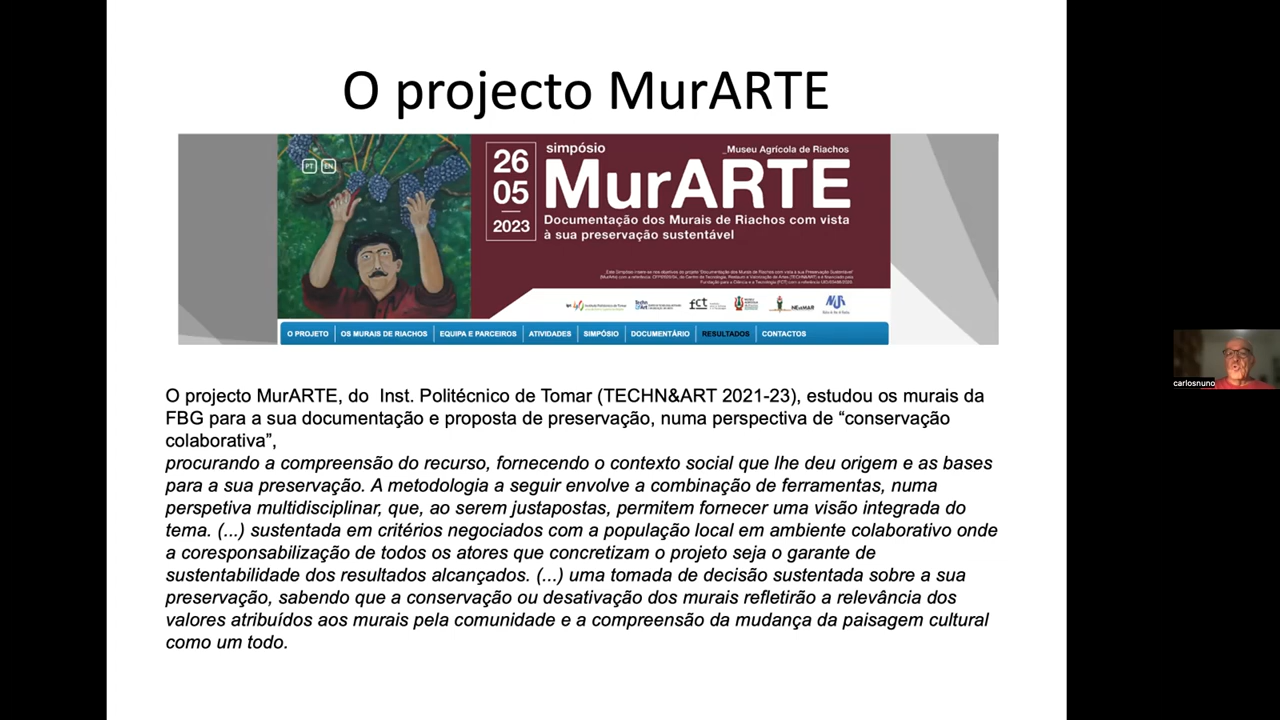 O projecto MurARTE
PT EN
26
05
2023
simpósio
_Museu Agrícola de Riachos
MurARTE
Documentação dos Murais de Riachos com vista
à sua preservação sustentável
fct
O PROJETO OS MURAIS DE RIACHOS EQUIPA E PARCEIROS ATIVIDADES SIMPÓSIO DOCUMENTÁRIO RESULTADOS CONTACTOS
O projecto MurARTE, do Inst. Politécnico de Tomar (TECHN&ART 2021-23), estudou os murais da
FBG para a sua documentação e proposta de preservação, numa perspectiva de “conservação
colaborativa”,
procurando a compreensão do recurso, fornecendo o contexto social que lhe deu origem e as bases
para a sua preservação. A metodologia a seguir envolve a combinação de ferramentas, numa
perspetiva multidisciplinar, que, ao serem justapostas, permitem fornecer uma visão integrada do
tema. (...) sustentada em critérios negociados com a população local em ambiente colaborativo onde
a coresponsabilização de todos os atores que concretizam o projeto seja o garante de
sustentabilidade dos resultados alcançados. (...) uma tomada de decisão sustentada sobre a sua
preservação, sabendo que a conservação ou desativação dos murais refletirão a relevância dos
valores atribuídos aos murais pela comunidade e a compreensão da mudança da paisagem cultural
como um todo.
carlosnuno